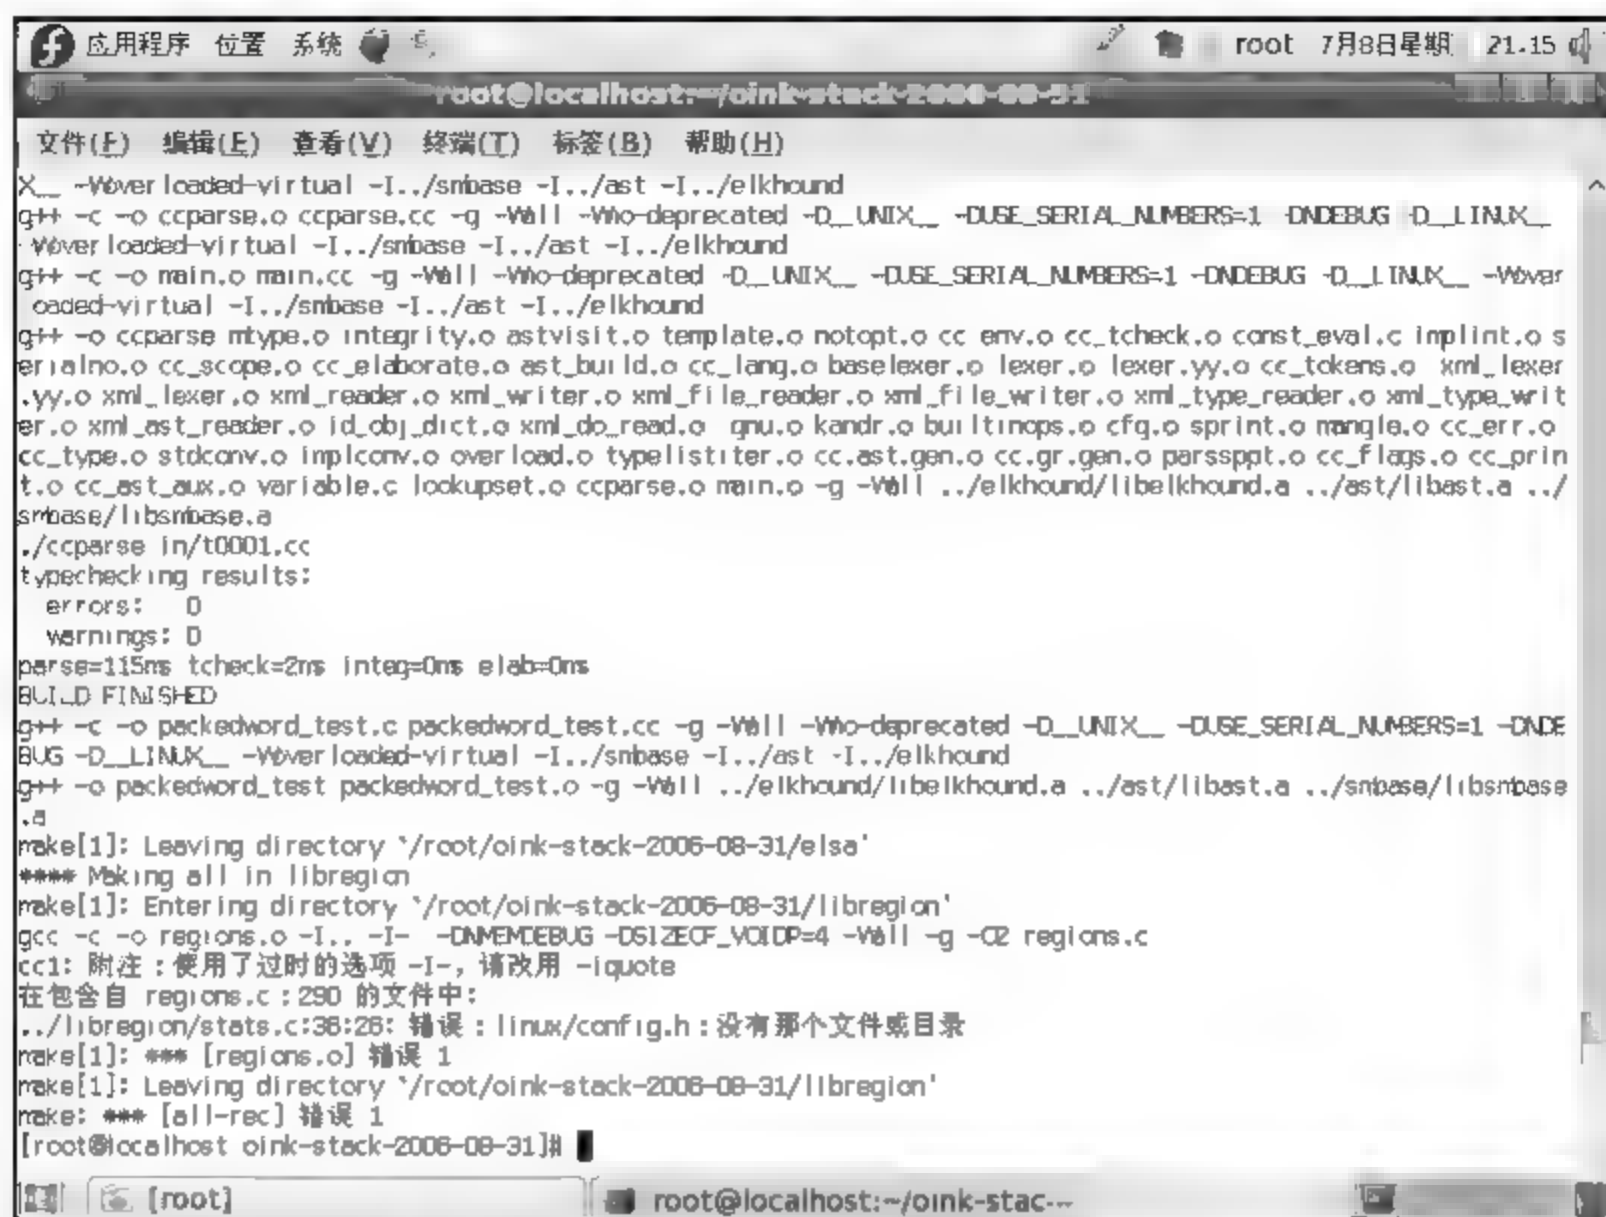 应用程序 位置 系统 root 7月8日星期 21:15
root@localhost:~/oink-stack-2006-08-31
文件(F) 编辑(E) 查看(V) 终端(T) 标签(B) 帮助(H)
X__ -Woverloaded-virtual -I../smbase -I../ast -I../elkhound
g++ -c -o ccparse.o ccparse.cc -g -Wall -Wno-deprecated -D__UNIX__ -DUSE_SERIAL_NUMBERS=1 -DNDEBUG -D__LINUX__
-Woverloaded-virtual -I../smbase -I../ast -I../elkhound
g++ -c -o main.o main.cc -g -Wall -Wno-deprecated -D__UNIX__ -DUSE_SERIAL_NUMBERS=1 -DNDEBUG -D__LINUX__ -Wover
loaded-virtual -I../smbase -I../ast -I../elkhound
g++ -o ccparse mtype.o integrity.o astvisit.o template.o notopt.o cc_env.o cc_tcheck.o const_eval.o implint.o s
erialno.o cc_scope.o cc_elaborate.o ast_build.o cc_lang.o baselexer.o lexer.o lexer.yy.o cc_tokens.o  xml_lexer
.yy.o xml_lexer.o xml_reader.o xml_writer.o xml_file_reader.o xml_file_writer.o xml_type_reader.o xml_type_writ
er.o xml_ast_reader.o id_obj_dict.o xml_do_read.o  gnu.o kandr.o builtinops.o cfg.o sprint.o mangle.o cc_err.o
cc_type.o stdconv.o implconv.o overload.o typelistiter.o cc.ast.gen.o cc.gr.gen.o parssppt.o cc_flags.o cc_prin
t.o cc_ast_aux.o variable.o lookupset.o ccparse.o main.o -g -Wall ../elkhound/libelkhound.a ../ast/libast.a ../
smbase/libsmbase.a
./ccparse in/t0001.cc
typechecking results:
  errors:   0
  warnings: 0
parse=115ms tcheck=2ms integ=0ms elab=0ms
BUILD FINISHED
g++ -c -o packedword_test.o packedword_test.cc -g -Wall -Wno-deprecated -D__UNIX__ -DUSE_SERIAL_NUMBERS=1 -DNDE
BUG -D__LINUX__ -Woverloaded-virtual -I../smbase -I../ast -I../elkhound
g++ -o packedword_test packedword_test.o -g -Wall ../elkhound/libelkhound.a ../ast/libast.a ../smbase/libsmbase
.a
make[1]: Leaving directory `/root/oink-stack-2006-08-31/elsa'
**** Making all in libregion
make[1]: Entering directory `/root/oink-stack-2006-08-31/libregion'
gcc -c -o regions.o -I.. -I-  -DNMEMDEBUG -DSIZEOF_VOIDP=4 -Wall -g -O2 regions.c
cc1: 附注：使用了过时的选项 -I-，请改用 -iquote
在包含自 regions.c：290 的文件中：
../libregion/stats.c:36:26: 错误：linux/config.h：没有那个文件或目录
make[1]: *** [regions.o] 错误 1
make[1]: Leaving directory `/root/oink-stack-2006-08-31/libregion'
make: *** [all-rec] 错误 1
[root@localhost oink-stack-2006-08-31]#
[root] root@localhost:~/oink-stac…